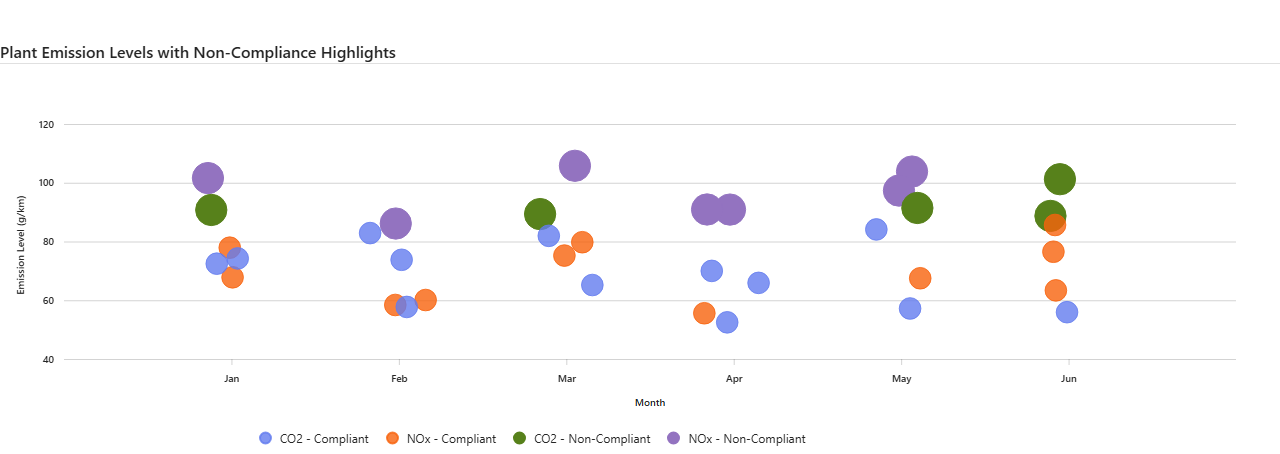 Plant Emission Levels with Non-Compliance Highlights
120
100
80
60
40
Emission Level (g/km)
Jan Feb Mar Apr May Jun
Month
CO2 - Compliant NOx - Compliant CO2 - Non-Compliant NOx - Non-Compliant